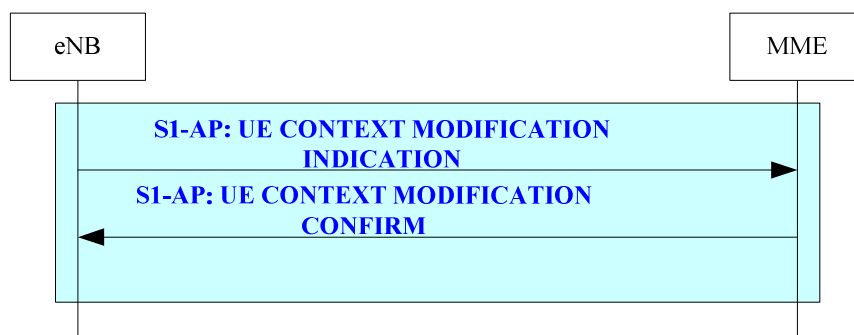 eNB
MME
S1-AP: UE CONTEXT MODIFICATION
INDICATION
S1-AP: UE CONTEXT MODIFICATION
CONFIRM